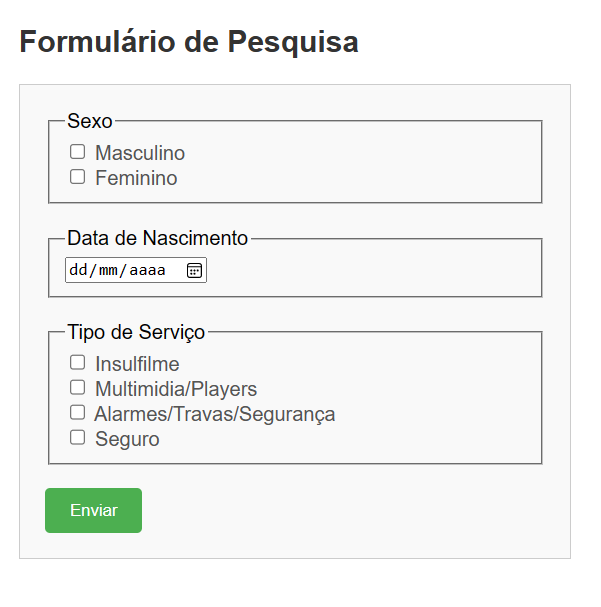 Formulário de Pesquisa
Sexo
Masculino
Feminino
Data de Nascimento
dd/mm/aaaa
Tipo de Serviço
Insulfilme
Multimidia/Players
Alarmes/Travas/Segurança
Seguro
Enviar